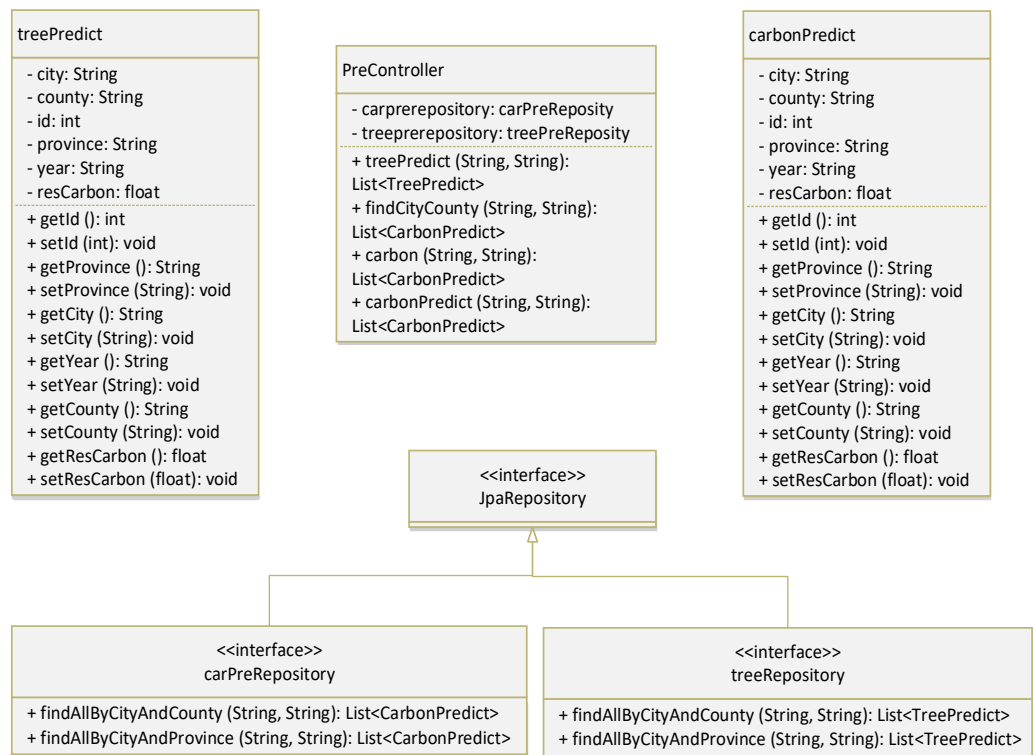 treePredict
- city: String
- county: String
- id: int
- province: String
- year: String
- resCarbon: float
+ getId (): int
+ setId (int): void
+ getProvince (): String
+ setProvince (String): void
+ getCity (): String
+ setCity (String): void
+ getYear (): String
+ setYear (String): void
+ getCounty (): String
+ setCounty (String): void
+ getResCarbon (): float
+ setResCarbon (float): void
PreController
- carprerepository: carPreReposity
- treeprerepository: treePreReposity
+ treePredict (String, String):
List<TreePredict>
+ findCityCounty (String, String):
List<CarbonPredict>
+ carbon (String, String):
List<CarbonPredict>
+ carbonPredict (String, String):
List<CarbonPredict>
carbonPredict
- city: String
- county: String
- id: int
- province: String
- year: String
- resCarbon: float
+ getId (): int
+ setId (int): void
+ getProvince (): String
+ setProvince (String): void
+ getCity (): String
+ setCity (String): void
+ getYear (): String
+ setYear (String): void
+ getCounty (): String
+ setCounty (String): void
+ getResCarbon (): float
+ setResCarbon (float): void
<<interface>>
JpaRepository
<<interface>>
carPreRepository
+ findAllByCityAndCounty (String, String): List<CarbonPredict>
+ findAllByCityAndProvince (String, String): List<CarbonPredict>
<<interface>>
treeRepository
+ findAllByCityAndCounty (String, String): List<TreePredict>
+ findAllByCityAndProvince (String, String): List<TreePredict>